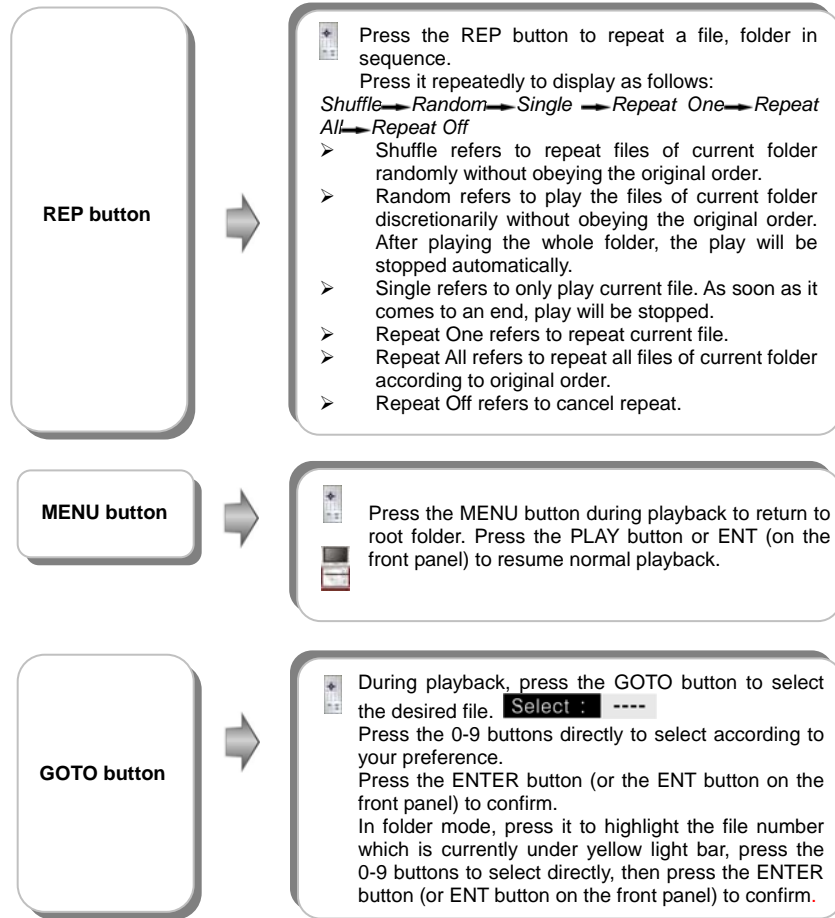 REP button
Press the REP button to repeat a file, folder in
sequence.
Press it repeatedly to display as follows:
Shuffle→Random→Single →Repeat One→Repeat
All→Repeat Off
➢ Shuffle refers to repeat files of current folder
randomly without obeying the original order.
➢ Random refers to play the files of current folder
discretionarily without obeying the original order.
After playing the whole folder, the play will be
stopped automatically.
➢ Single refers to only play current file. As soon as it
comes to an end, play will be stopped.
➢ Repeat One refers to repeat current file.
➢ Repeat All refers to repeat all files of current folder
according to original order.
➢ Repeat Off refers to cancel repeat.
MENU button
Press the MENU button during playback to return to
root folder. Press the PLAY button or ENT (on the
front panel) to resume normal playback.
GOTO button
During playback, press the GOTO button to select
the desired file. Select : ----
Press the 0-9 buttons directly to select according to
your preference.
Press the ENTER button (or the ENT button on the
front panel) to confirm.
In folder mode, press it to highlight the file number
which is currently under yellow light bar, press the
0-9 buttons to select directly, then press the ENTER
button (or ENT button on the front panel) to confirm.